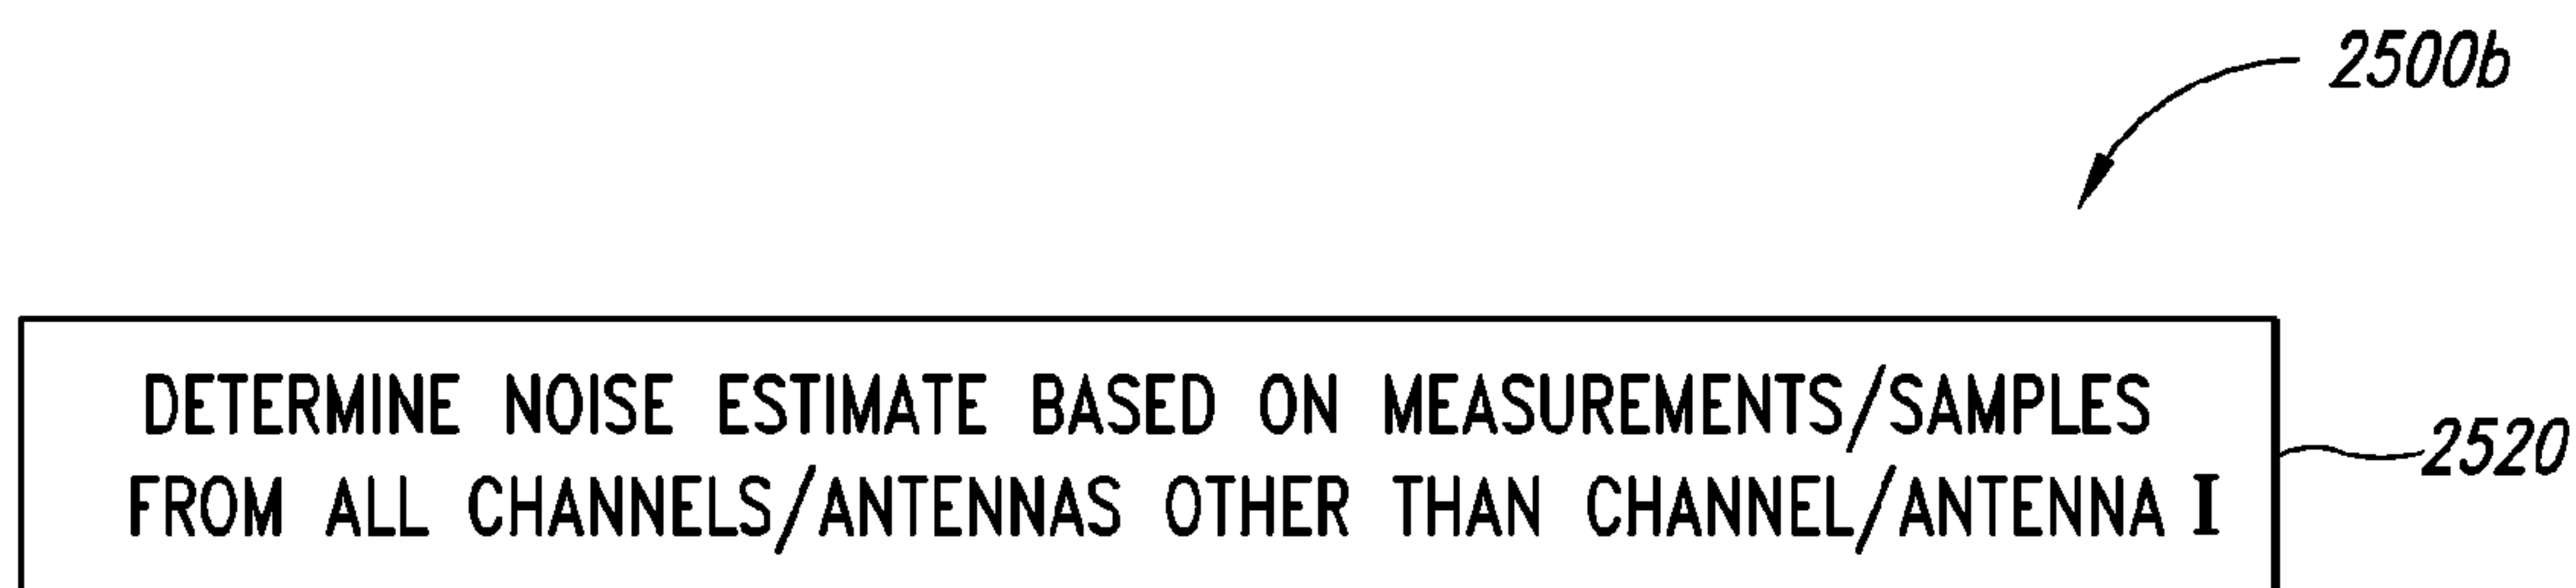 2500b
DETERMINE NOISE ESTIMATE BASED ON MEASUREMENTS/SAMPLES
FROM ALL CHANNELS/ANTENNAS OTHER THAN CHANNEL/ANTENNA I
2520